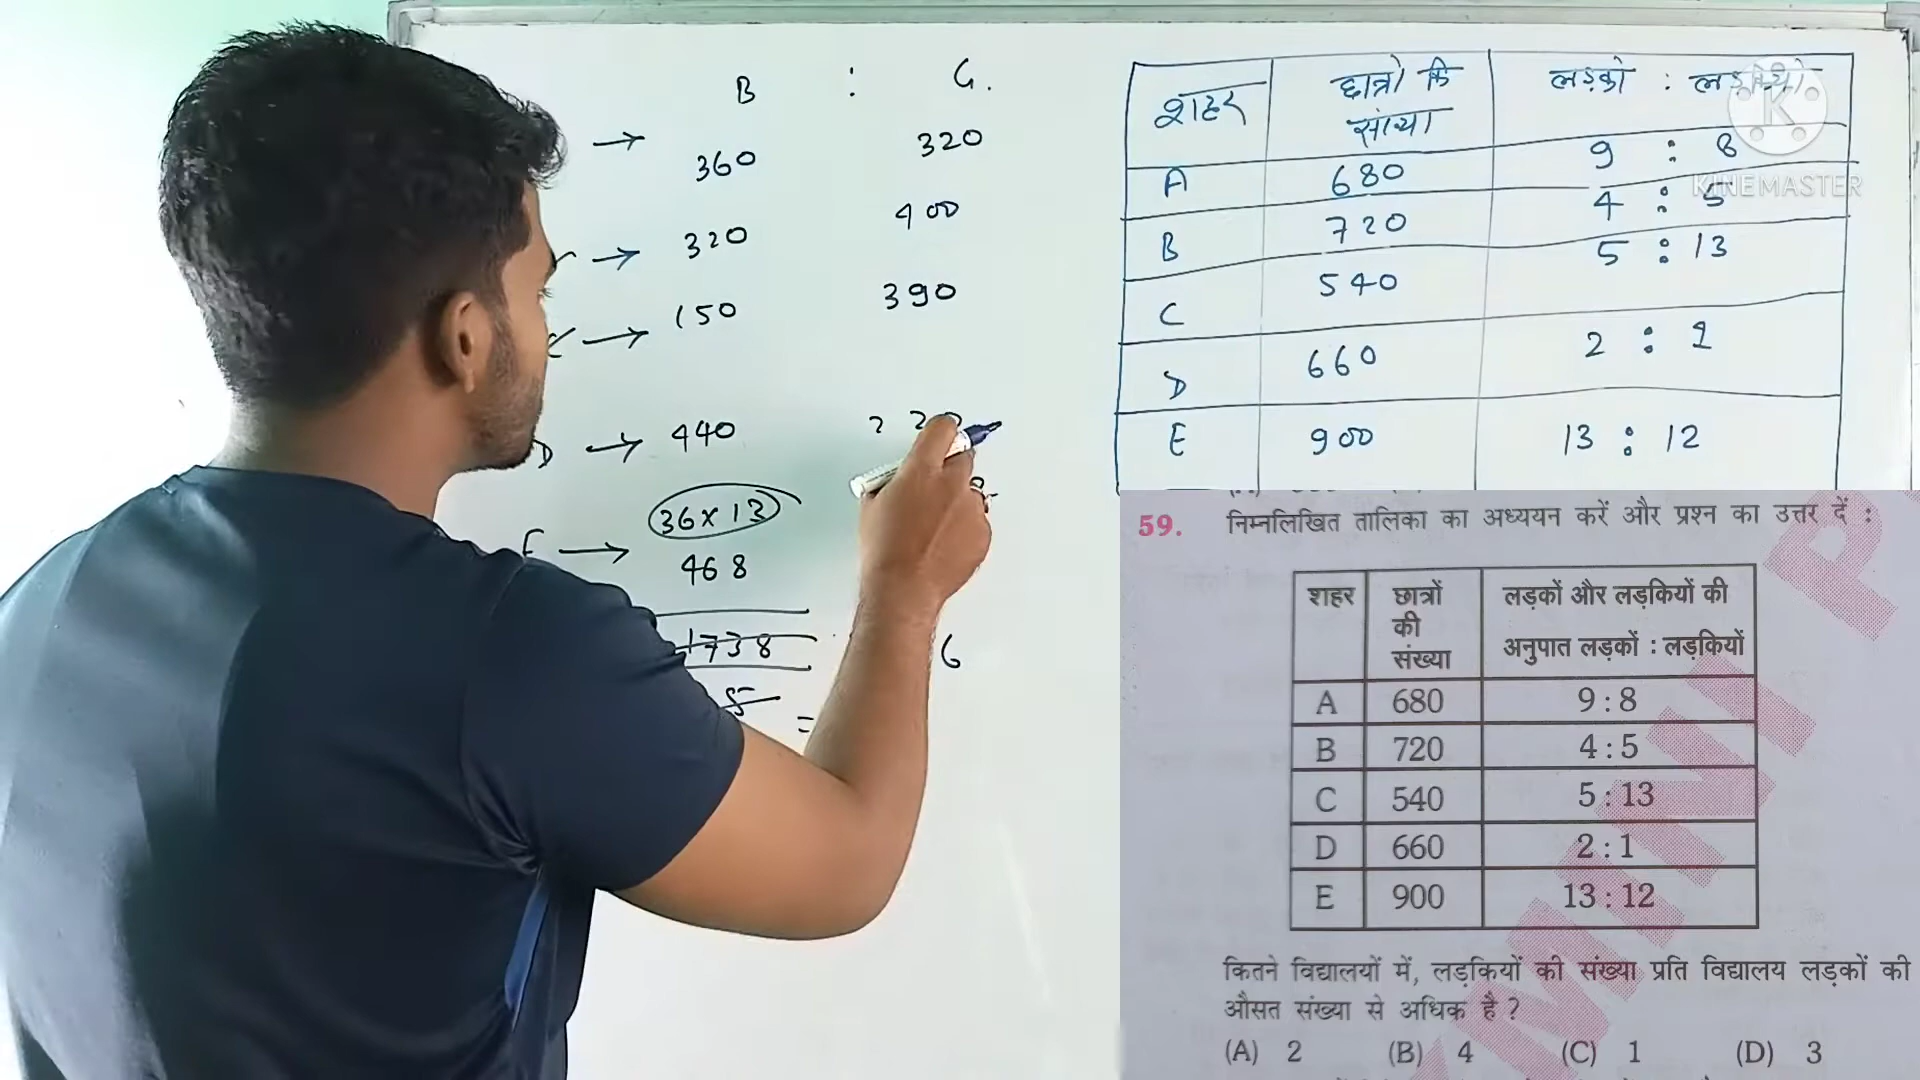 B : G.
→ 360 320
→ 320 400
→ 150 390
D → 440 2 2
36 x 13
E → 468
1738 6
5 =
शहर छात्रो कि संख्या लड़को : लड़कियो
A 680 9 : 8
B 720 4 : 5
C 540 5 : 13
D 660 2 : 1
E 900 13 : 12
KINEMASTER
59. निम्नलिखित तालिका का अध्ययन करें और प्रश्न का उत्तर दें :
शहर छात्रों की संख्या लड़कों और लड़कियों की अनुपात लड़कों : लड़कियों
A 680 9 : 8
B 720 4 : 5
C 540 5 : 13
D 660 2 : 1
E 900 13 : 12
कितने विद्यालयों में, लड़कियों की संख्या प्रति विद्यालय लड़कों की
औसत संख्या से अधिक है ?
(A) 2 (B) 4 (C) 1 (D) 3